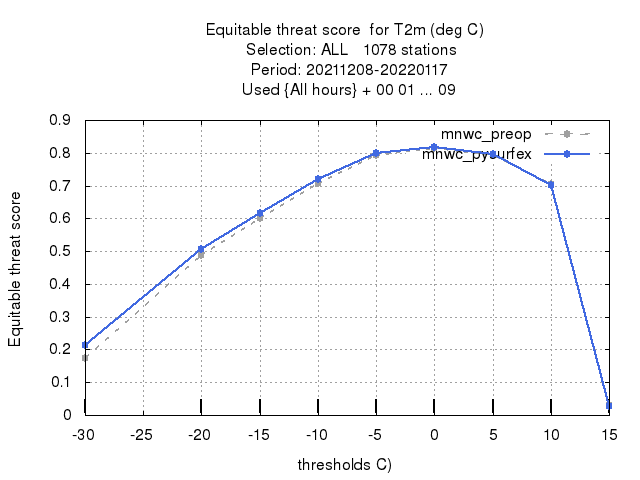 Equitable threat score  for T2m (deg C)
Selection: ALL   1078 stations
Period: 20211208-20220117
Used {All hours} + 00 01 ... 09
mnwc_preop
mnwc_pysurfex
Equitable threat score
0.9
0.8
0.7
0.6
0.5
0.4
0.3
0.2
0.1
0
-30 -25 -20 -15 -10 -5 0 5 10 15
thresholds C)